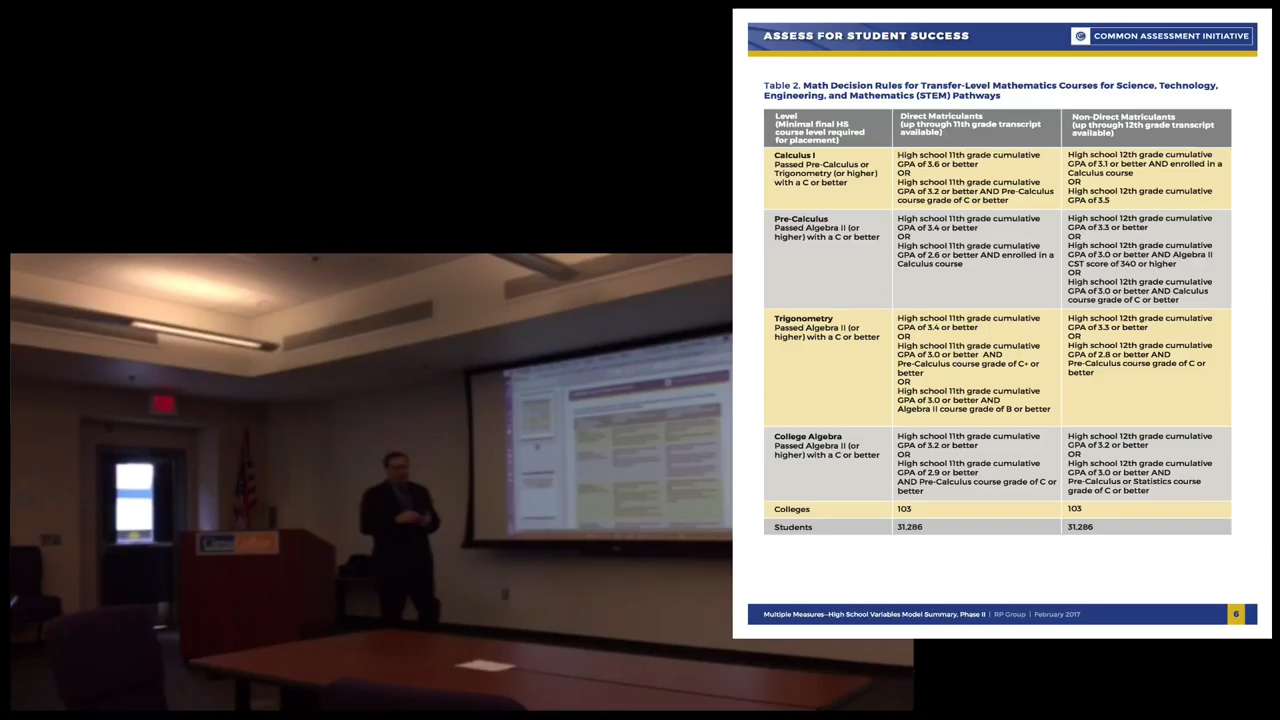 ASSESS FOR STUDENT SUCCESS
COMMON ASSESSMENT INITIATIVE
Table 2. Math Decision Rules for Transfer-Level Mathematics Courses for Science, Technology,
Engineering, and Mathematics (STEM) Pathways
Level
(Minimal final HS
course level required
for placement)
Direct Matriculants
(up through 11th grade transcript
available)
Non-Direct Matriculants
(up through 12th grade transcript
available)
Calculus I
Passed Pre-Calculus or
Trigonometry (or higher)
with a C or better
High school 11th grade cumulative
GPA of 3.6 or better
OR
High school 11th grade cumulative
GPA of 3.2 or better AND Pre-Calculus
course grade of C or better
High school 12th grade cumulative
GPA of 3.1 or better AND enrolled in a
Calculus course
OR
High school 12th grade cumulative
GPA of 3.5
Pre-Calculus
Passed Algebra II (or
higher) with a C or better
High school 11th grade cumulative
GPA of 3.4 or better
OR
High school 11th grade cumulative
GPA of 2.6 or better AND enrolled in a
Calculus course
High school 12th grade cumulative
GPA of 3.3 or better
OR
High school 12th grade cumulative
GPA of 3.0 or better AND Algebra II
CST score of 340 or higher
OR
High school 12th grade cumulative
GPA of 3.0 or better AND Calculus
course grade of C or better
Trigonometry
Passed Algebra II (or
higher) with a C or better
High school 11th grade cumulative
GPA of 3.4 or better
OR
High school 11th grade cumulative
GPA of 3.0 or better AND
Pre-Calculus course grade of C+ or
better
OR
High school 11th grade cumulative
GPA of 3.0 or better AND
Algebra II course grade of B or better
High school 12th grade cumulative
GPA of 3.3 or better
OR
High school 12th grade cumulative
GPA of 2.8 or better AND
Pre-Calculus course grade of C or
better
College Algebra
Passed Algebra II (or
higher) with a C or better
High school 11th grade cumulative
GPA of 3.2 or better
OR
High school 11th grade cumulative
GPA of 2.9 or better
AND Pre-Calculus course grade of C or
better
High school 12th grade cumulative
GPA of 3.2 or better
OR
High school 12th grade cumulative
GPA of 3.0 or better AND
Pre-Calculus or Statistics course
grade of C or better
Colleges
103
103
Students
31,286
31,286
Multiple Measures—High School Variables Model Summary, Phase II | RP Group | February 2017
6